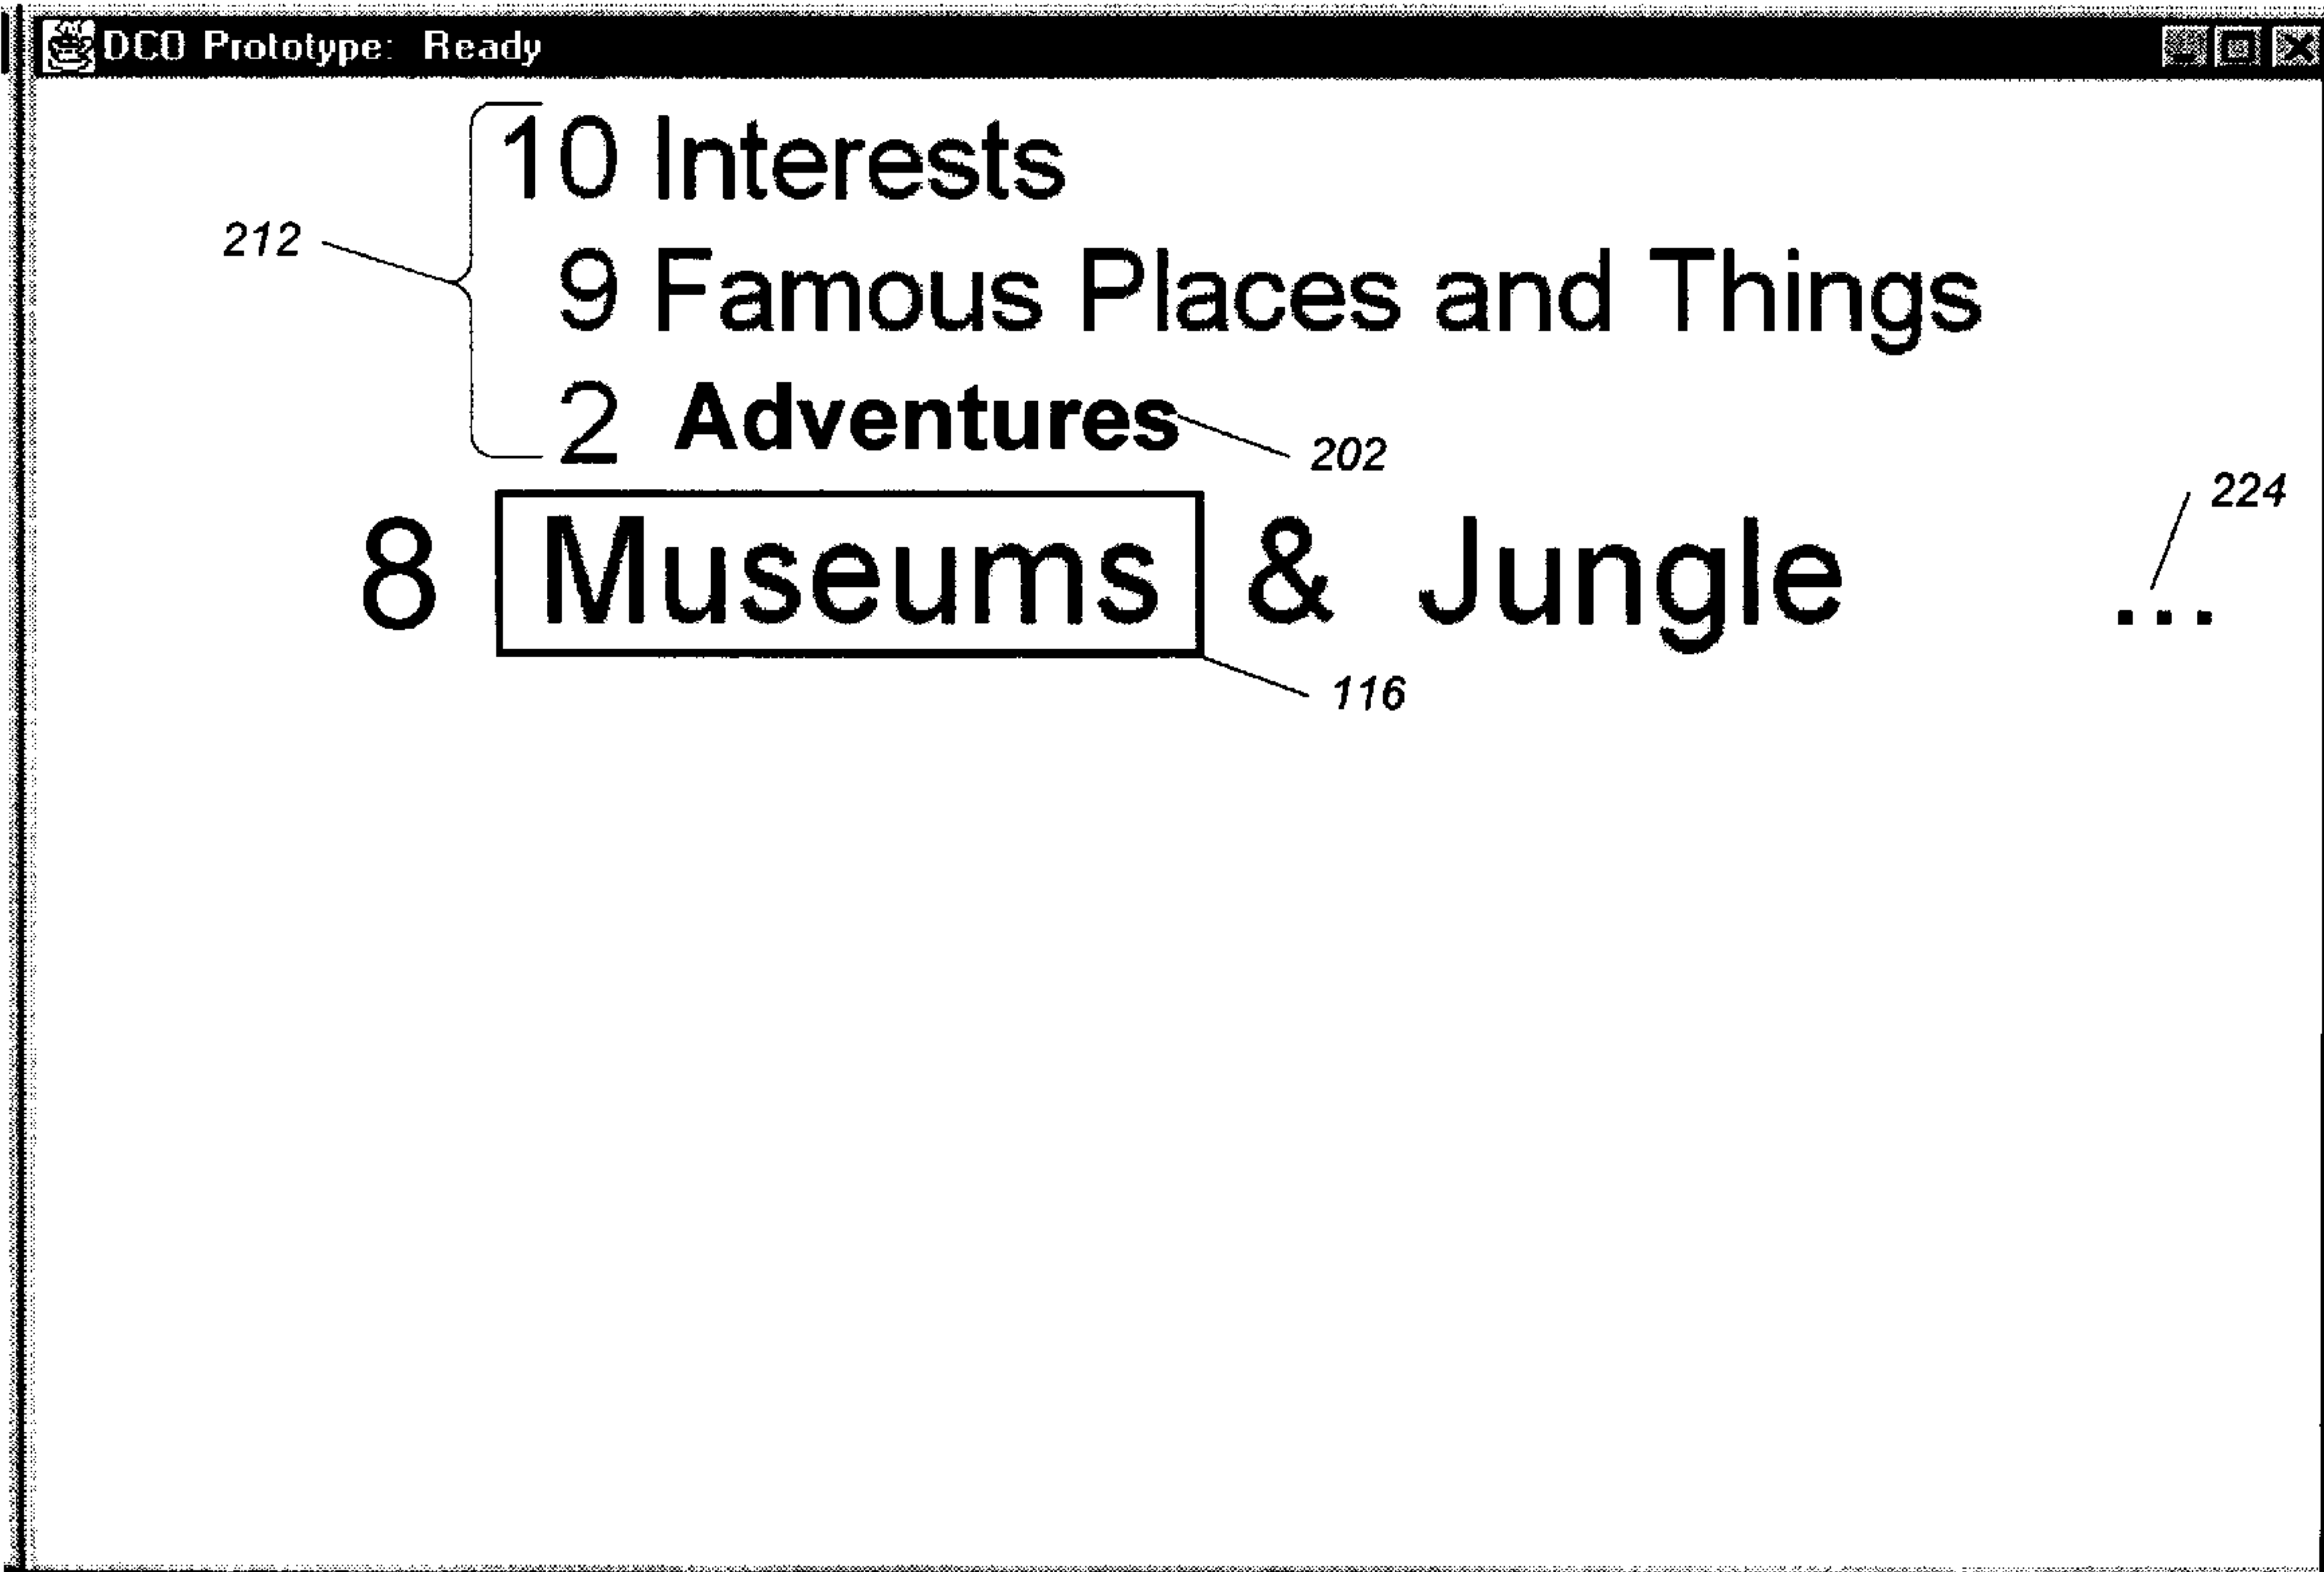 DCO Prototype: Ready
10 Interests
212
9 Famous Places and Things
2 Adventures
202
224
8 Museums & Jungle ...
116